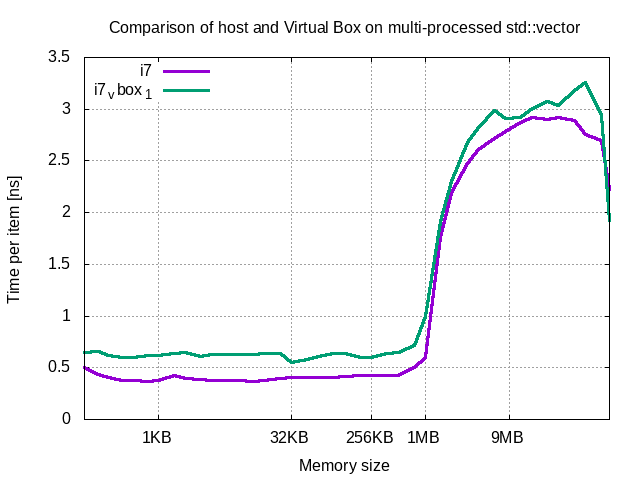 Comparison of host and Virtual Box on multi-processed std::vector
3.5
3
2.5
2
1.5
1
0.5
0
i7
i7vbox1
Time per item [ns]
1KB 32KB 256KB 1MB 9MB
Memory size